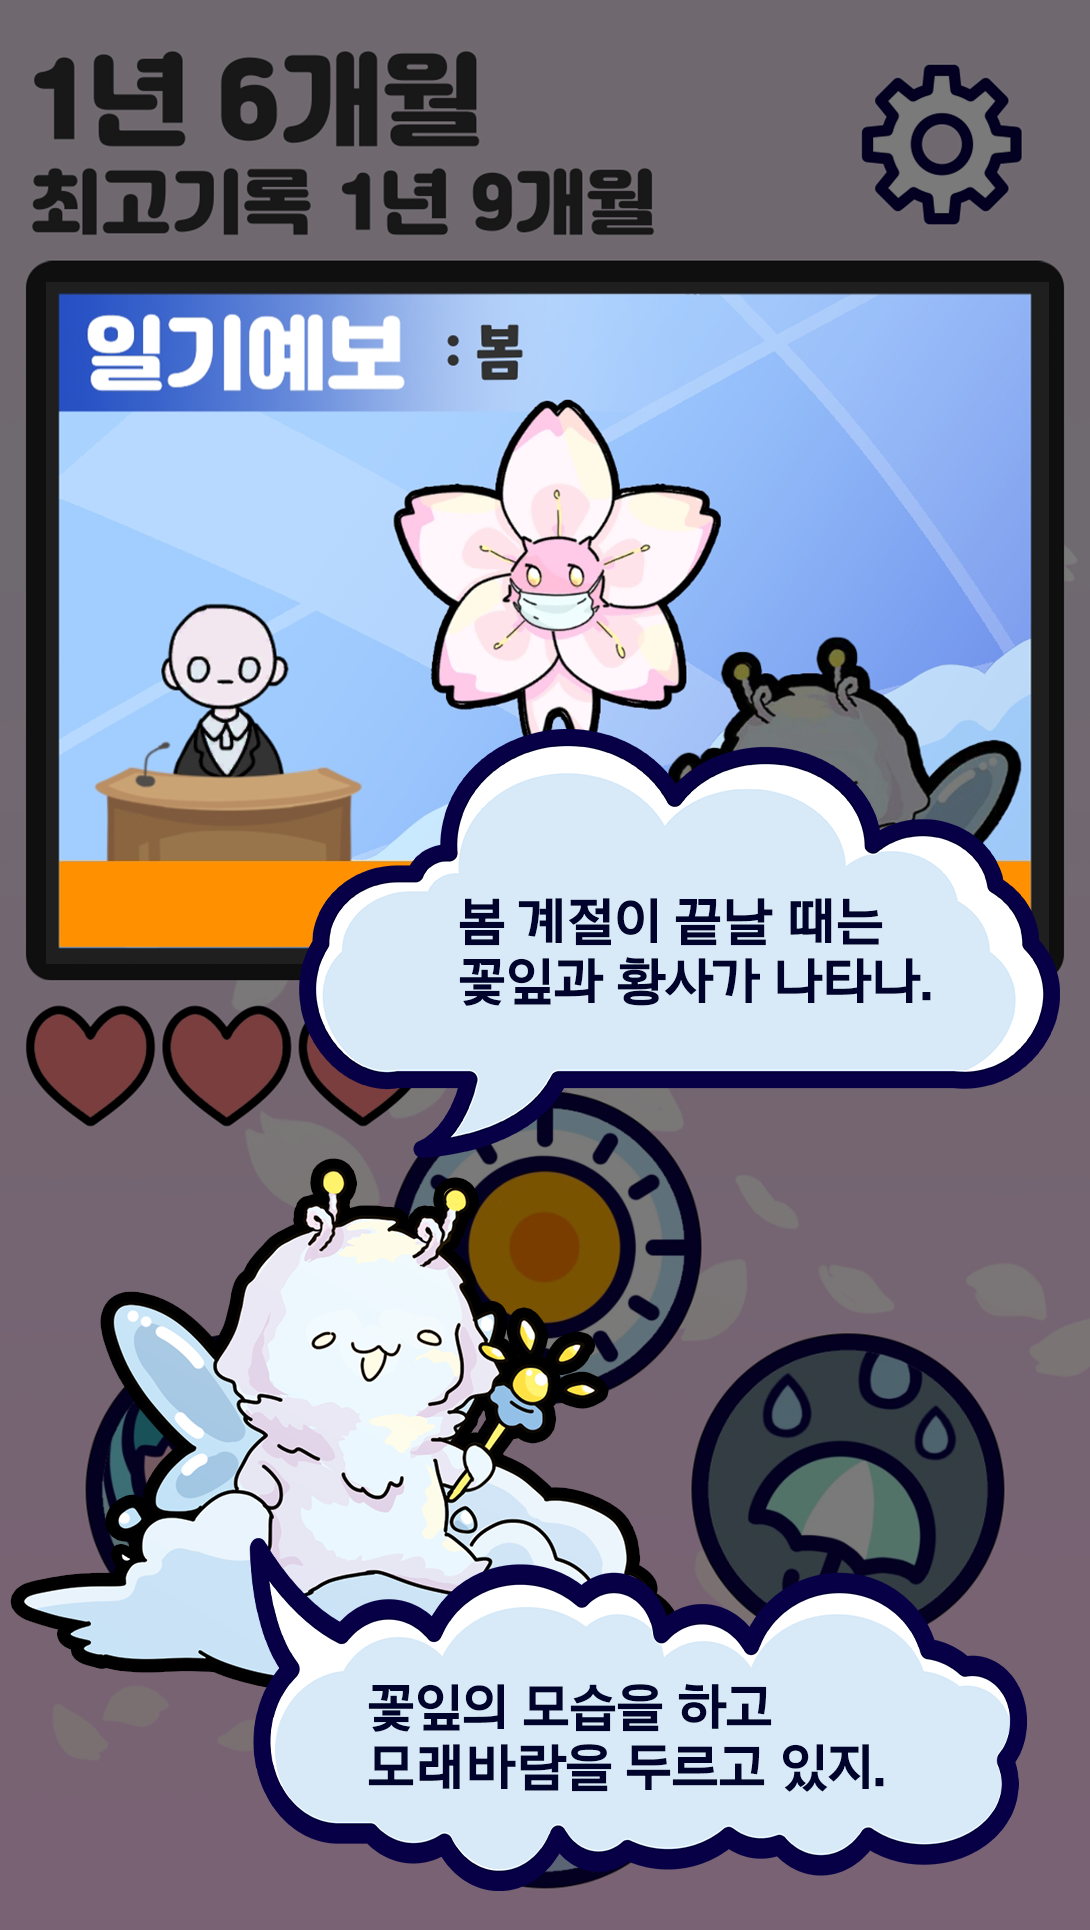 1년 6개월
최고기록 1년 9개월
일기예보 : 봄
봄 계절이 끝날 때는
꽃잎과 황사가 나타나.
꽃잎의 모습을 하고
모래바람을 두르고 있지.